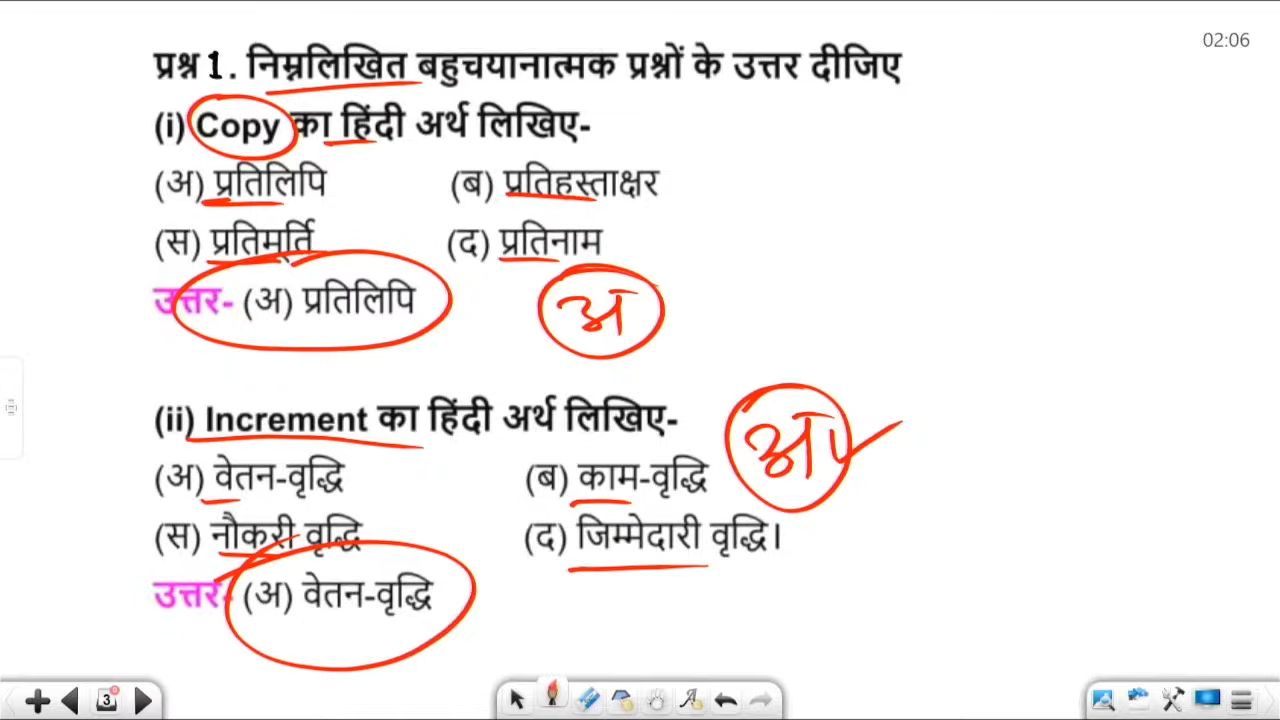 02:06
प्रश्न 1. निम्नलिखित बहुचयानात्मक प्रश्नों के उत्तर दीजिए
(i) Copy का हिंदी अर्थ लिखिए-
(अ) प्रतिलिपि (ब) प्रतिहस्ताक्षर
(स) प्रतिमूर्ति (द) प्रतिनाम
उत्तर- (अ) प्रतिलिपि अ
(ii) Increment का हिंदी अर्थ लिखिए- अ
(अ) वेतन-वृद्धि (ब) काम-वृद्धि
(स) नौकरी वृद्धि (द) जिम्मेदारी वृद्धि।
उत्तर- (अ) वेतन-वृद्धि
3